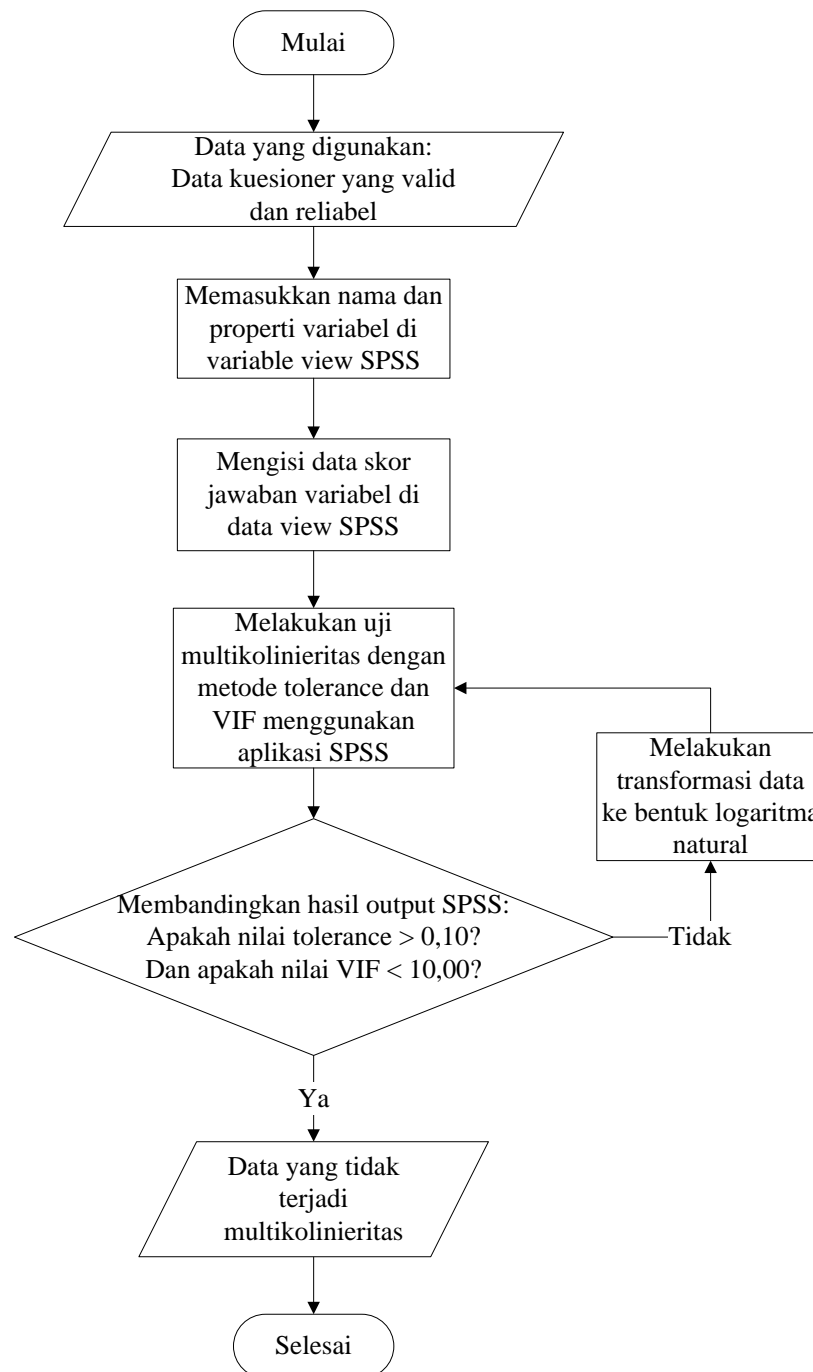 Mulai
Data yang digunakan:
Data kuesioner yang valid
dan reliabel
Memasukkan nama dan
properti variabel di
variable view SPSS
Mengisi data skor
jawaban variabel di
data view SPSS
Melakukan uji
multikolinieritas dengan
metode tolerance dan
VIF menggunakan
aplikasi SPSS
Melakukan
transformasi data
ke bentuk logaritma
natural
Membandingkan hasil output SPSS:
Apakah nilai tolerance > 0,10?
Dan apakah nilai VIF < 10,00?
Tidak
Ya
Data yang tidak
terjadi
multikolinieritas
Selesai